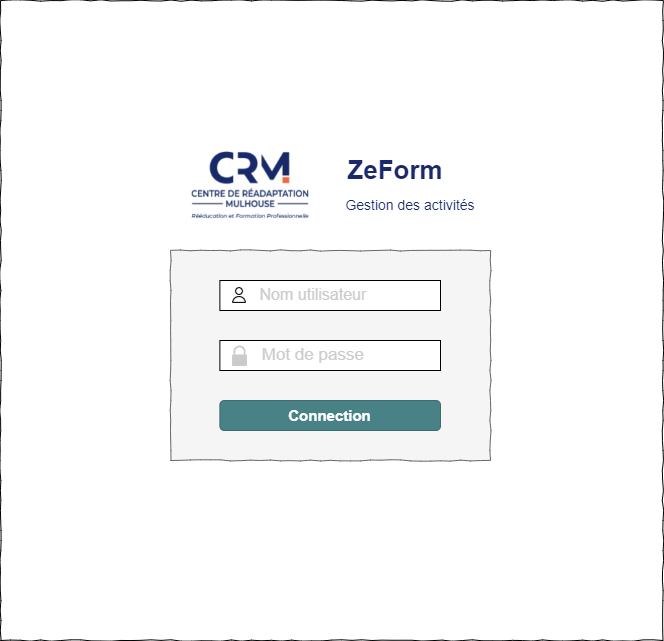 CRM
CENTRE DE RÉADAPTATION
MULHOUSE
Rééducation et Formation Professionnelle
ZeForm
Gestion des activités
Nom utilisateur
Mot de passe
Connection